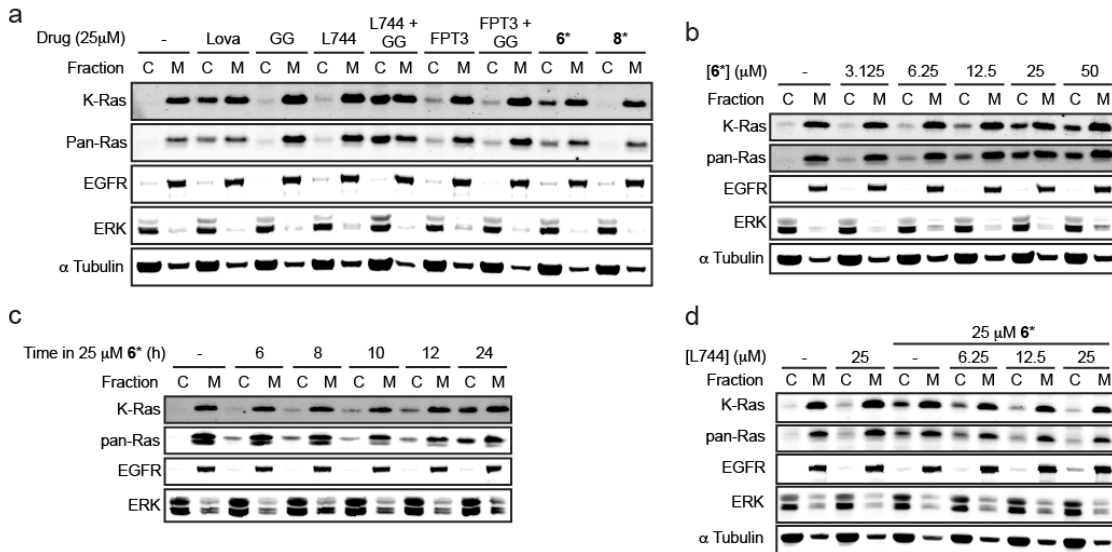 a
L744 + FPT3 +
Drug (25μM) - Lova GG L744 GG FPT3 GG 6* 8*
Fraction C M C M C M C M C M C M C M C M C M
K-Ras
Pan-Ras
EGFR
ERK
α Tubulin
b
[6*] (μM) - 3.125 6.25 12.5 25 50
Fraction C M C M C M C M C M C M
K-Ras
pan-Ras
EGFR
ERK
α Tubulin
c
Time in 25 μM 6* (h) - 6 8 10 12 24
Fraction C M C M C M C M C M C M
K-Ras
pan-Ras
EGFR
ERK
d
25 μM 6*
[L744] (μM) - 25 - 6.25 12.5 25
Fraction C M C M C M C M C M C M
K-Ras
pan-Ras
EGFR
ERK
α Tubulin